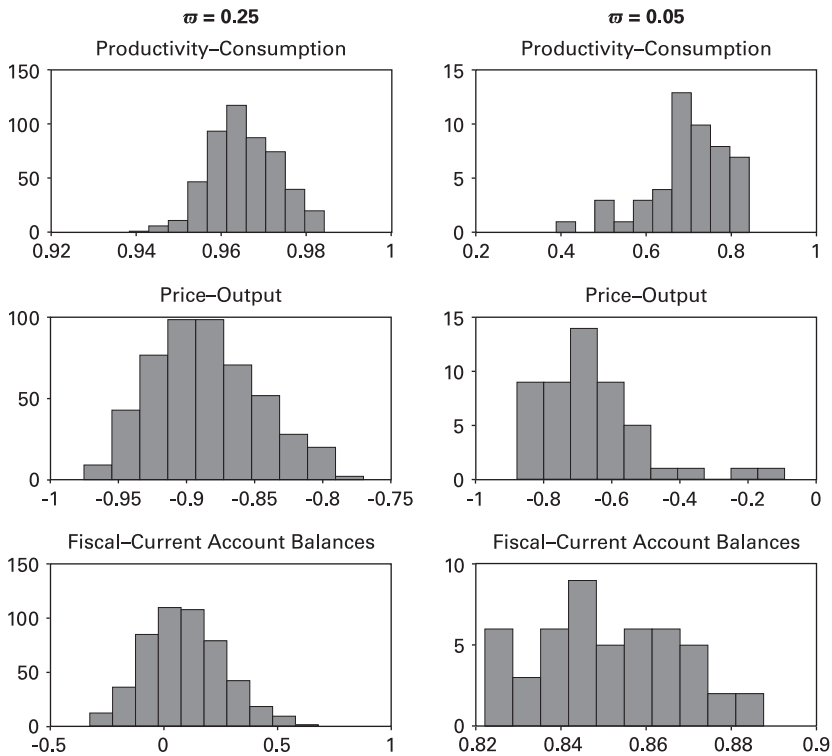 ϖ = 0.25 ϖ = 0.05
Productivity–Consumption Productivity–Consumption
150 15
100 10
50 5
0 0
0.92 0.94 0.96 0.98 1 0.2 0.4 0.6 0.8 1
Price–Output Price–Output
100 15
10
50
5
0 0
-1 -0.95 -0.9 -0.85 -0.8 -0.75 -1 -0.8 -0.6 -0.4 -0.2 0
Fiscal–Current Account Balances Fiscal–Current Account Balances
150 10
100
5
50
0 0
-0.5 0 0.5 1 0.82 0.84 0.86 0.88 0.9